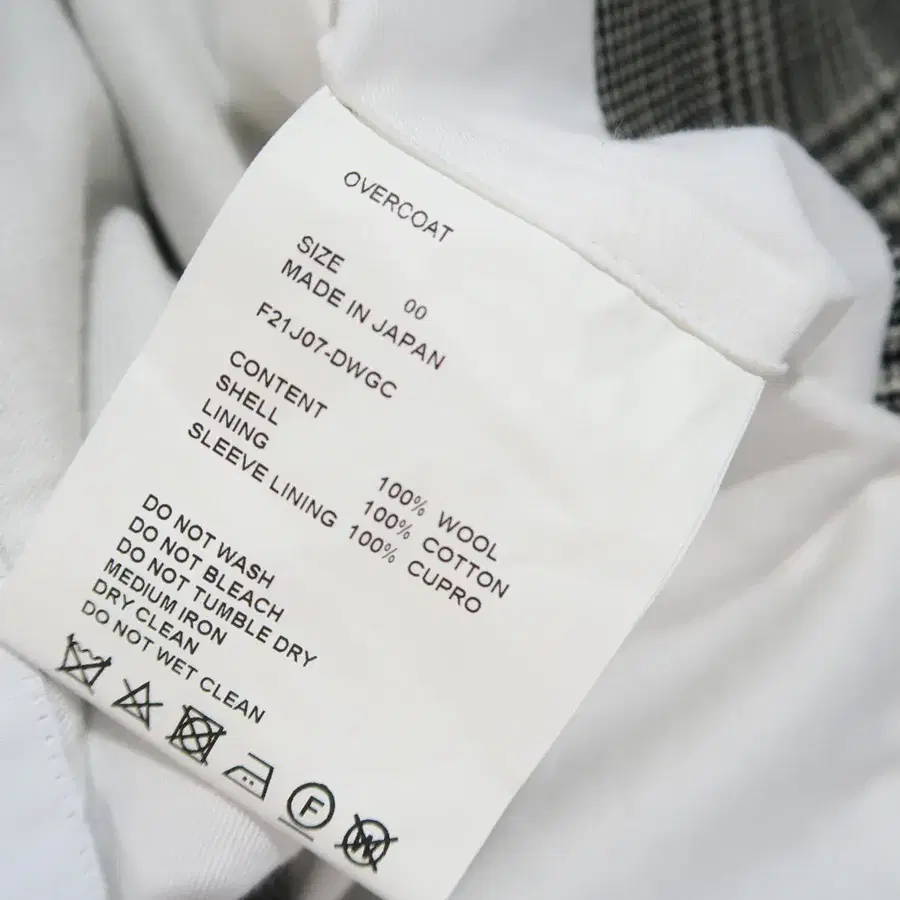 OVERCOAT
SIZE 00
MADE IN JAPAN
F21J07-DWGC
CONTENT
SHELL 100% WOOL
LINING 100% COTTON
SLEEVE LINING 100% CUPRO
DO NOT WASH
DO NOT BLEACH
DO NOT TUMBLE DRY
MEDIUM IRON
DRY CLEAN
DO NOT WET CLEAN
F
W